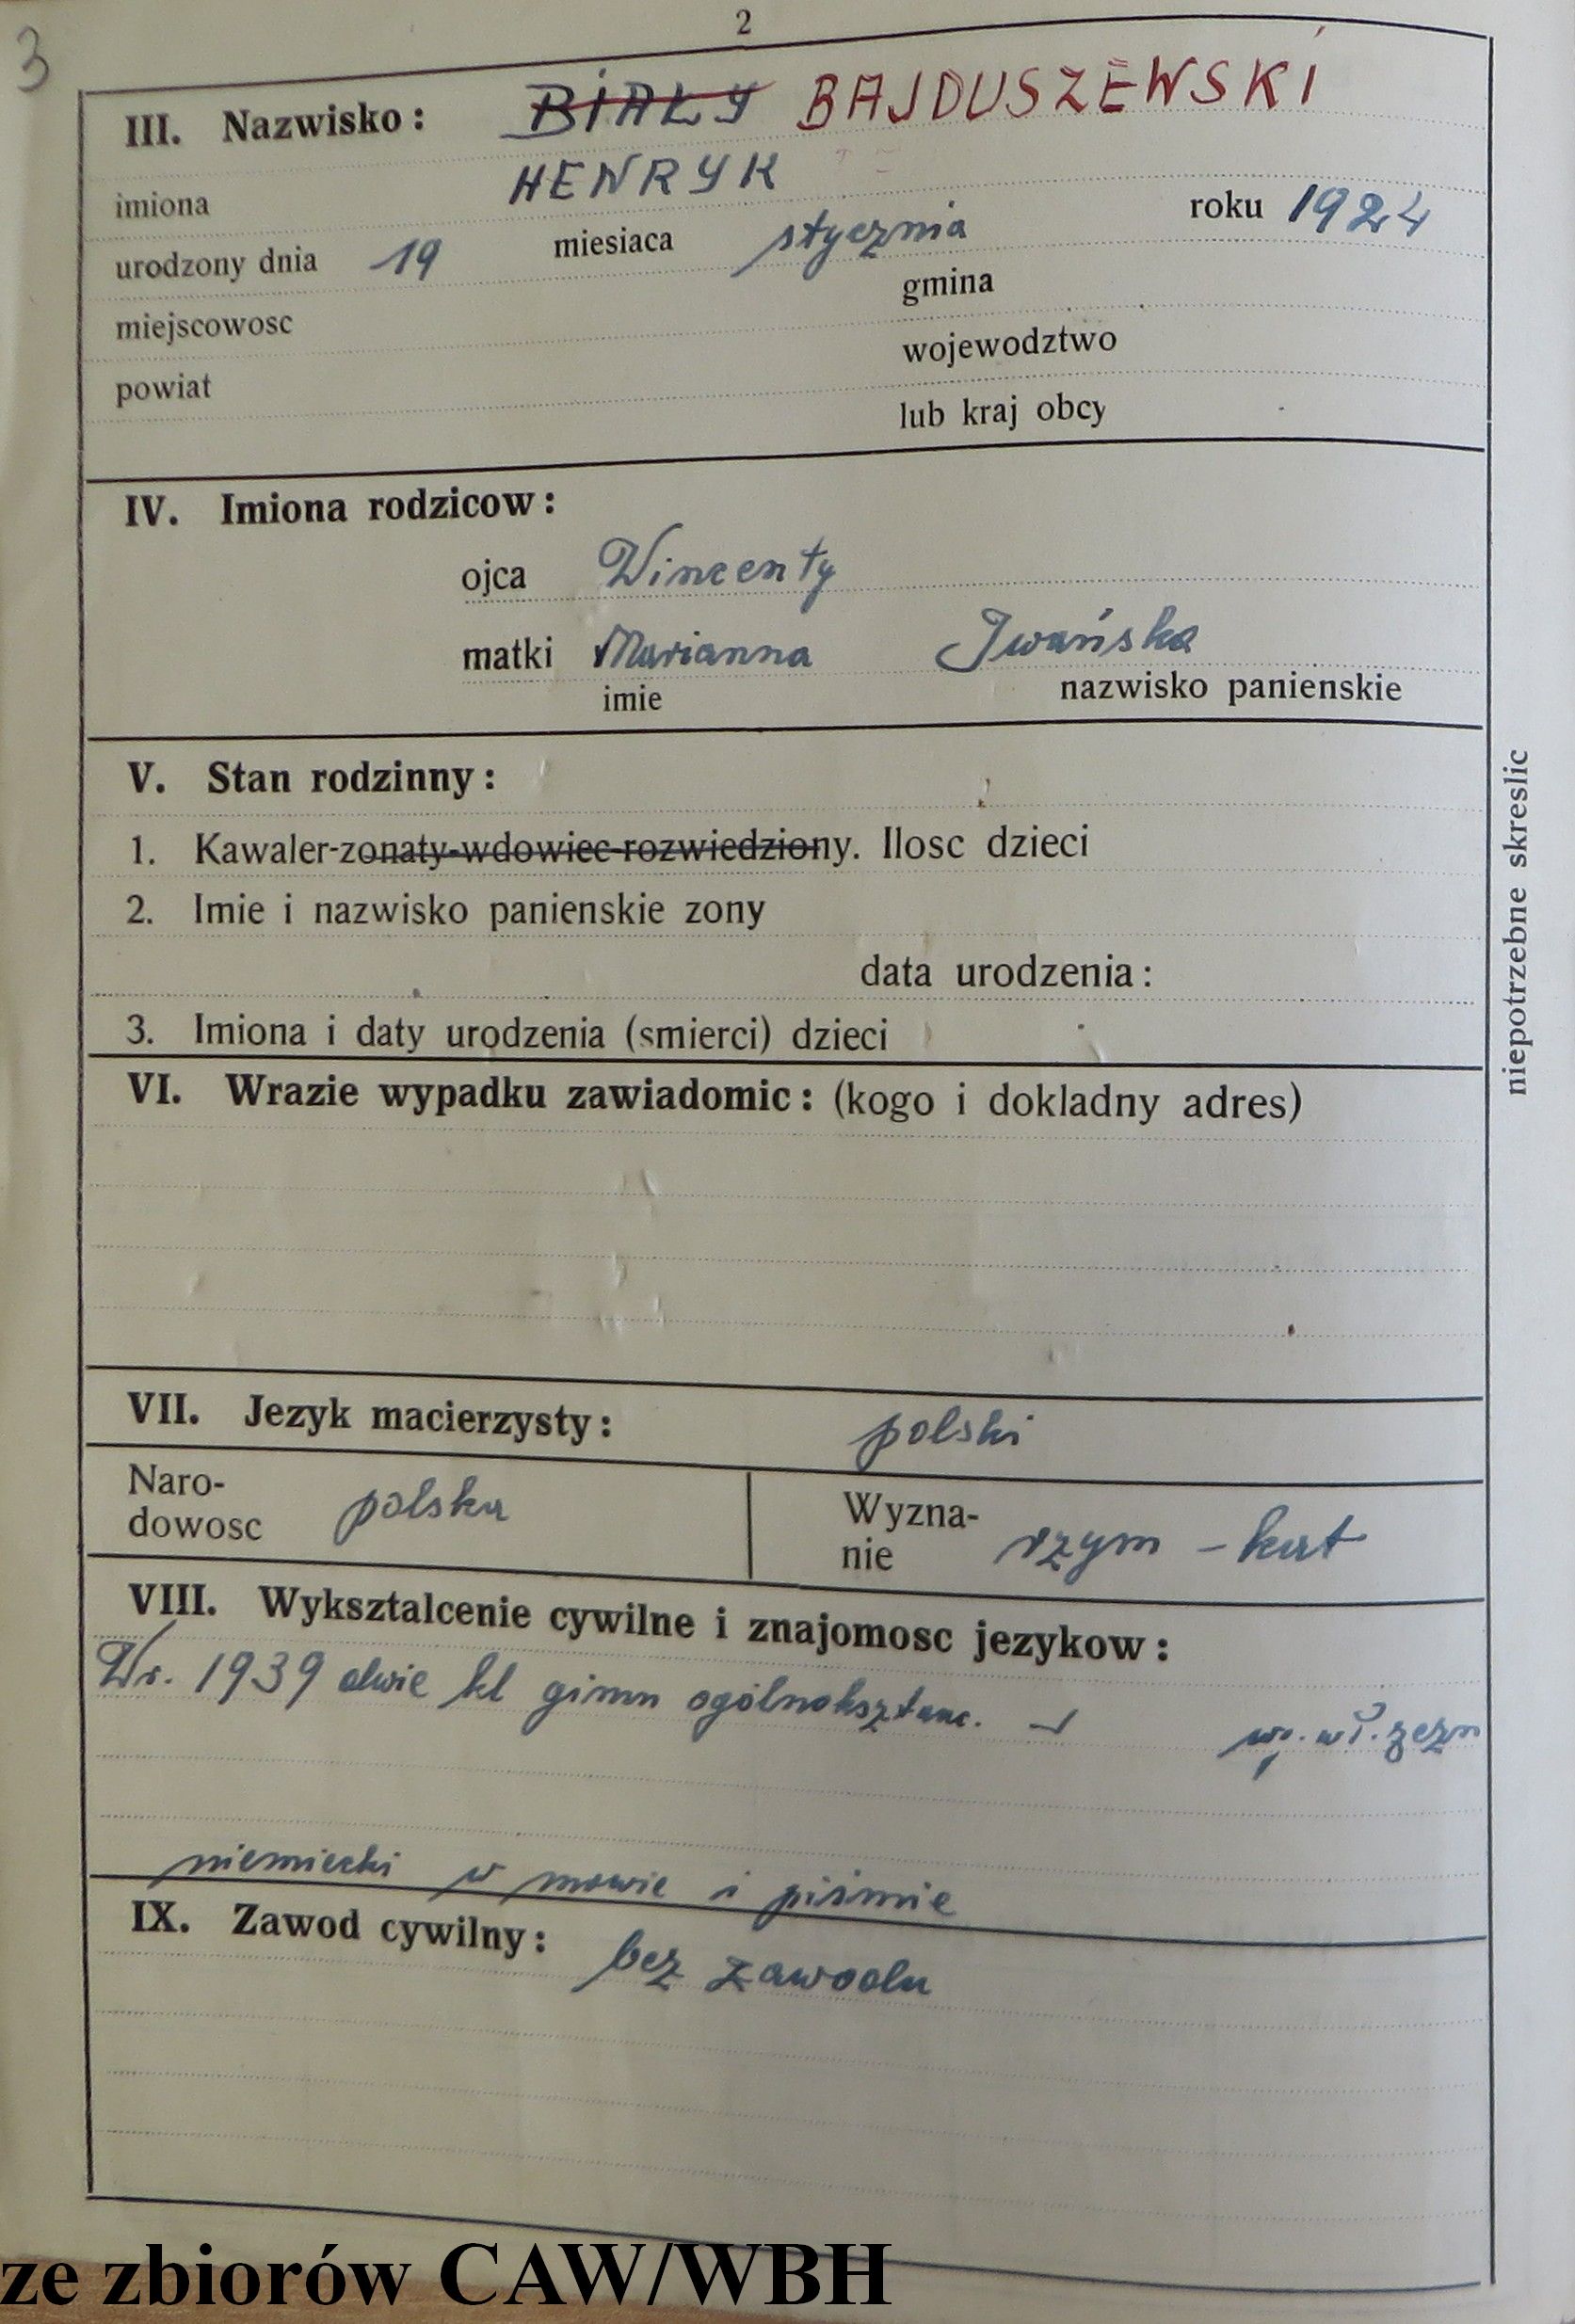 2
3
III. Nazwisko: BIAŁY BAJDUSZEWSKI
imiona HENRYK
urodzony dnia 19 miesiaca stycznia roku 1924
miejscowosc gmina
powiat wojewodztwo
lub kraj obcy
IV. Imiona rodzicow:
ojca Wincenty
matki Marianna Iwańska
imie nazwisko panienskie
V. Stan rodzinny:
1. Kawaler-zonaty-wdowiec-rozwiedziony. Ilosc dzieci
2. Imie i nazwisko panienskie zony
data urodzenia:
3. Imiona i daty urodzenia (smierci) dzieci
niepotrzebne skreslic
VI. Wrazie wypadku zawiadomic: (kogo i dokladny adres)
VII. Jezyk macierzysty: polski
Naro-
dowosc polska
Wyzna-
nie rzym - kat
VIII. Wyksztalcenie cywilne i znajomosc jezykow:
W r. 1939 dwie kl gimn ogólnokształc.
wg. wł. zezn
niemiecki w mowie i piśmie
IX. Zawod cywilny: bez zawodu
ze zbiorów CAW/WBH